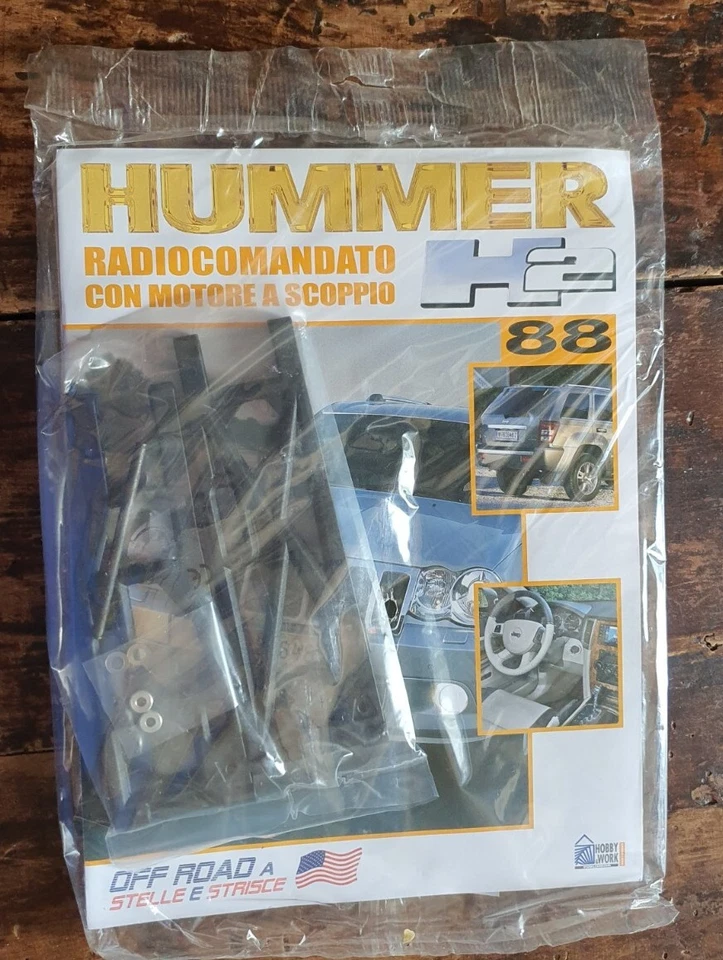 HUMMER
RADIOCOMANDATO
CON MOTORE A SCOPPIO
H2
88
OFF ROAD A
STELLE E STRISCE
HOBBY
& WORK